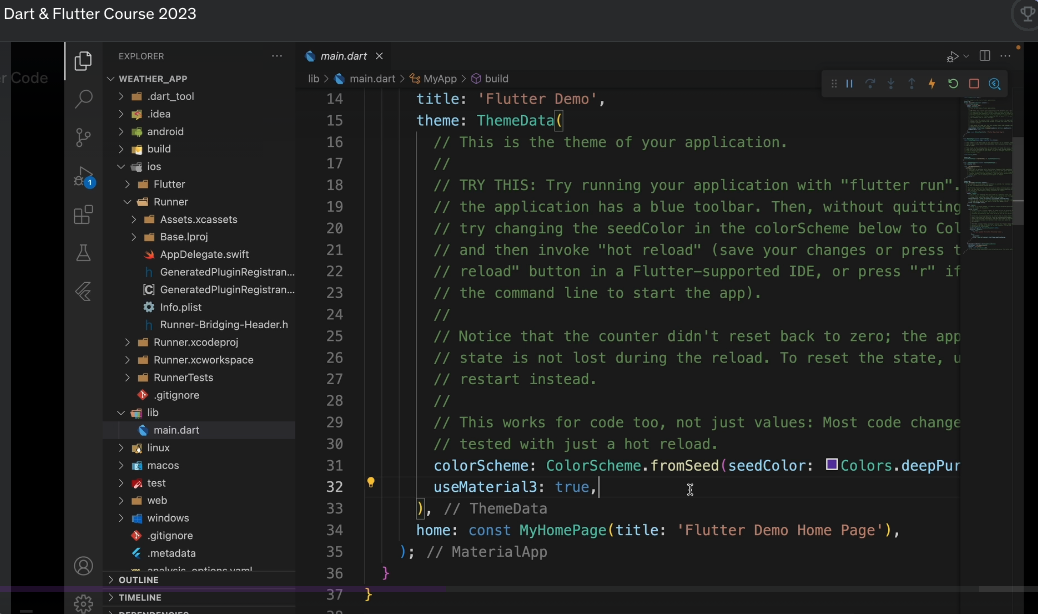 Dart & Flutter Course 2023
r Code
EXPLORER
WEATHER_APP
.dart_tool
.idea
android
build
ios
Flutter
Runner
Assets.xcassets
Base.lproj
AppDelegate.swift
h GeneratedPluginRegistran...
C GeneratedPluginRegistran...
Info.plist
h Runner-Bridging-Header.h
Runner.xcodeproj
Runner.xcworkspace
RunnerTests
.gitignore
lib
main.dart
linux
macos
test
web
windows
.gitignore
.metadata
analysis_options.yaml
OUTLINE
TIMELINE
DEPENDENCIES
1
main.dart
lib > main.dart > MyApp > build
14 title: 'Flutter Demo',
15 theme: ThemeData(
16 // This is the theme of your application.
17 //
18 // TRY THIS: Try running your application with "flutter run".
19 // the application has a blue toolbar. Then, without quitting
20 // try changing the seedColor in the colorScheme below to Col
21 // and then invoke "hot reload" (save your changes or press t
22 // reload" button in a Flutter-supported IDE, or press "r" if
23 // the command line to start the app).
24 //
25 // Notice that the counter didn't reset back to zero; the app
26 // state is not lost during the reload. To reset the state, u
27 // restart instead.
28 //
29 // This works for code too, not just values: Most code change
30 // tested with just a hot reload.
31 colorScheme: ColorScheme.fromSeed(seedColor: Colors.deepPur
32 useMaterial3: true,
33 ), // ThemeData
34 home: const MyHomePage(title: 'Flutter Demo Home Page'),
35 ); // MaterialApp
36 }
37 }